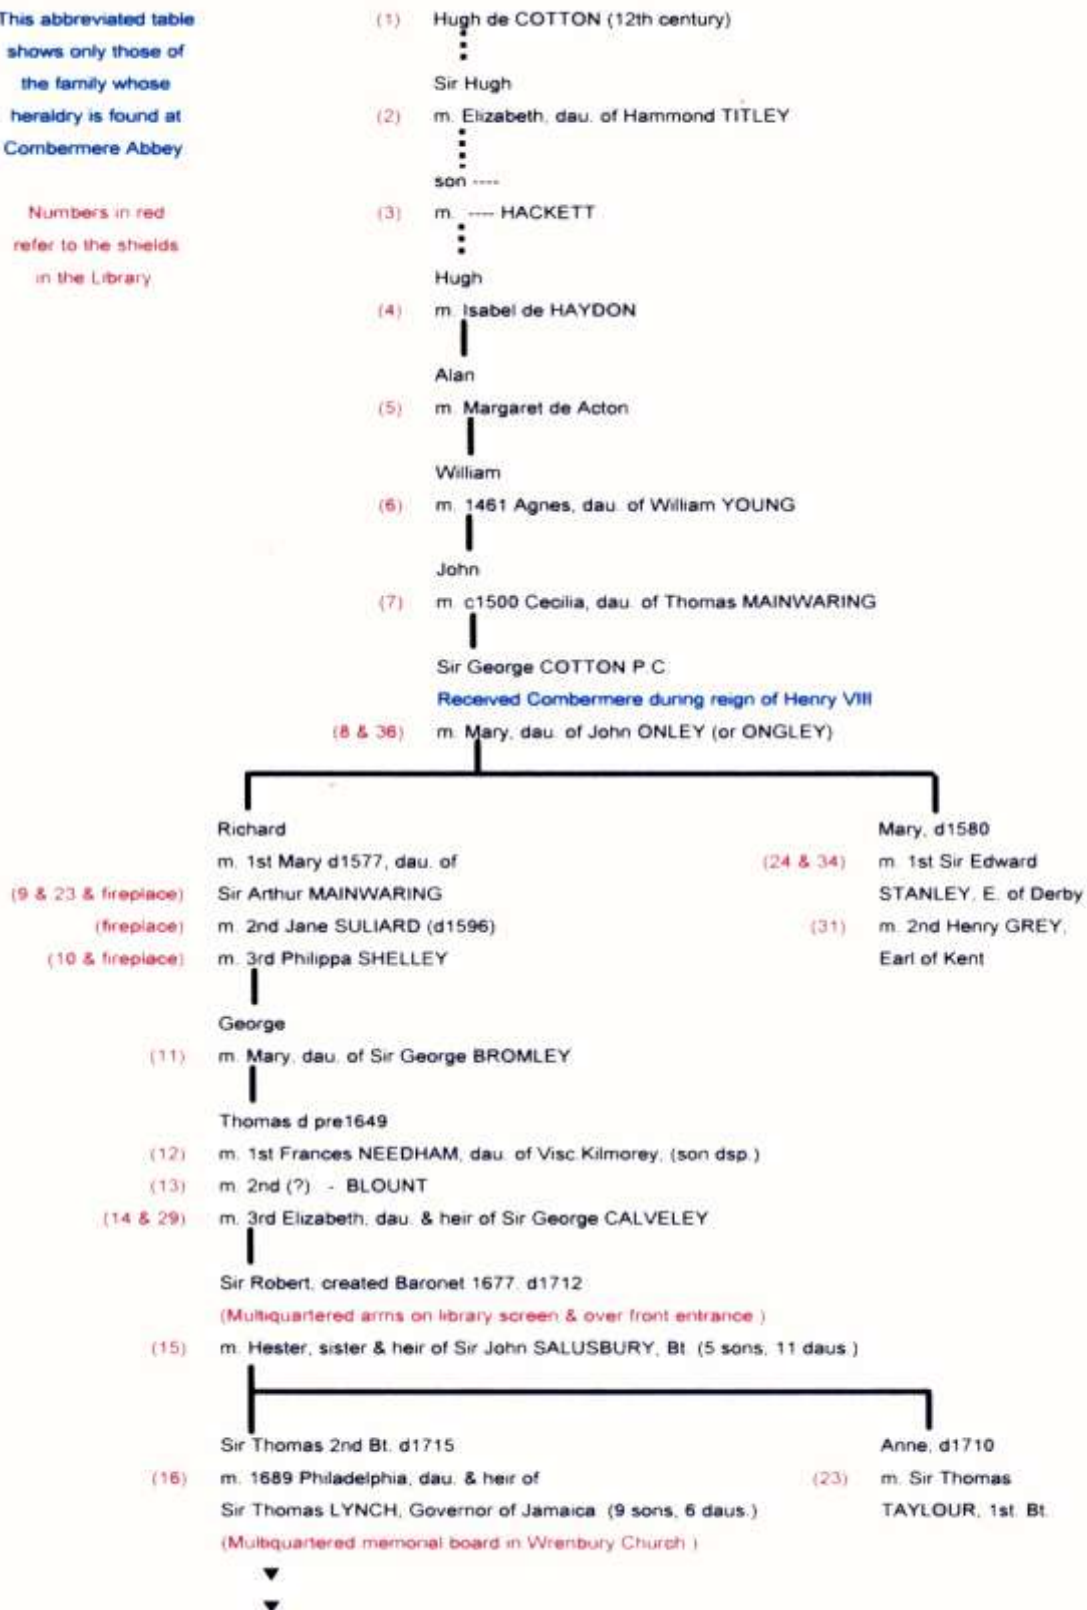 This abbreviated table
shows only those of
the family whose
heraldry is found at
Combermere Abbey
Numbers in red
refer to the shields
in the Library
(1) Hugh de COTTON (12th century)
Sir Hugh
(2) m. Elizabeth, dau. of Hammond TITLEY
son ----
(3) m. ---- HACKETT
Hugh
(4) m. Isabel de HAYDON
Alan
(5) m. Margaret de Acton
William
(6) m. 1461 Agnes, dau. of William YOUNG
John
(7) m. c1500 Cecilia, dau. of Thomas MAINWARING
Sir George COTTON P.C.
Received Combermere during reign of Henry VIII
(8 & 36) m. Mary, dau. of John ONLEY (or ONGLEY)
Richard
m. 1st Mary d1577, dau. of
(9 & 23 & fireplace) Sir Arthur MAINWARING
(fireplace) m. 2nd Jane SULIARD (d1596)
(10 & fireplace) m. 3rd Philippa SHELLEY
Mary, d1580
(24 & 34) m. 1st Sir Edward
STANLEY, E. of Derby
(31) m. 2nd Henry GREY,
Earl of Kent
George
(11) m. Mary, dau. of Sir George BROMLEY
Thomas d pre1649
(12) m. 1st Frances NEEDHAM, dau. of Visc.Kilmorey, (son dsp.)
(13) m. 2nd (?) - BLOUNT
(14 & 29) m. 3rd Elizabeth, dau. & heir of Sir George CALVELEY
Sir Robert, created Baronet 1677, d1712
(Multiquartered arms on library screen & over front entrance.)
(15) m. Hester, sister & heir of Sir John SALUSBURY, Bt. (5 sons, 11 daus.)
Sir Thomas 2nd Bt. d1715
(16) m. 1689 Philadelphia, dau. & heir of
Sir Thomas LYNCH, Governor of Jamaica (9 sons, 6 daus.)
(Multiquartered memorial board in Wrenbury Church.)
Anne, d1710
(23) m. Sir Thomas
TAYLOUR, 1st. Bt.